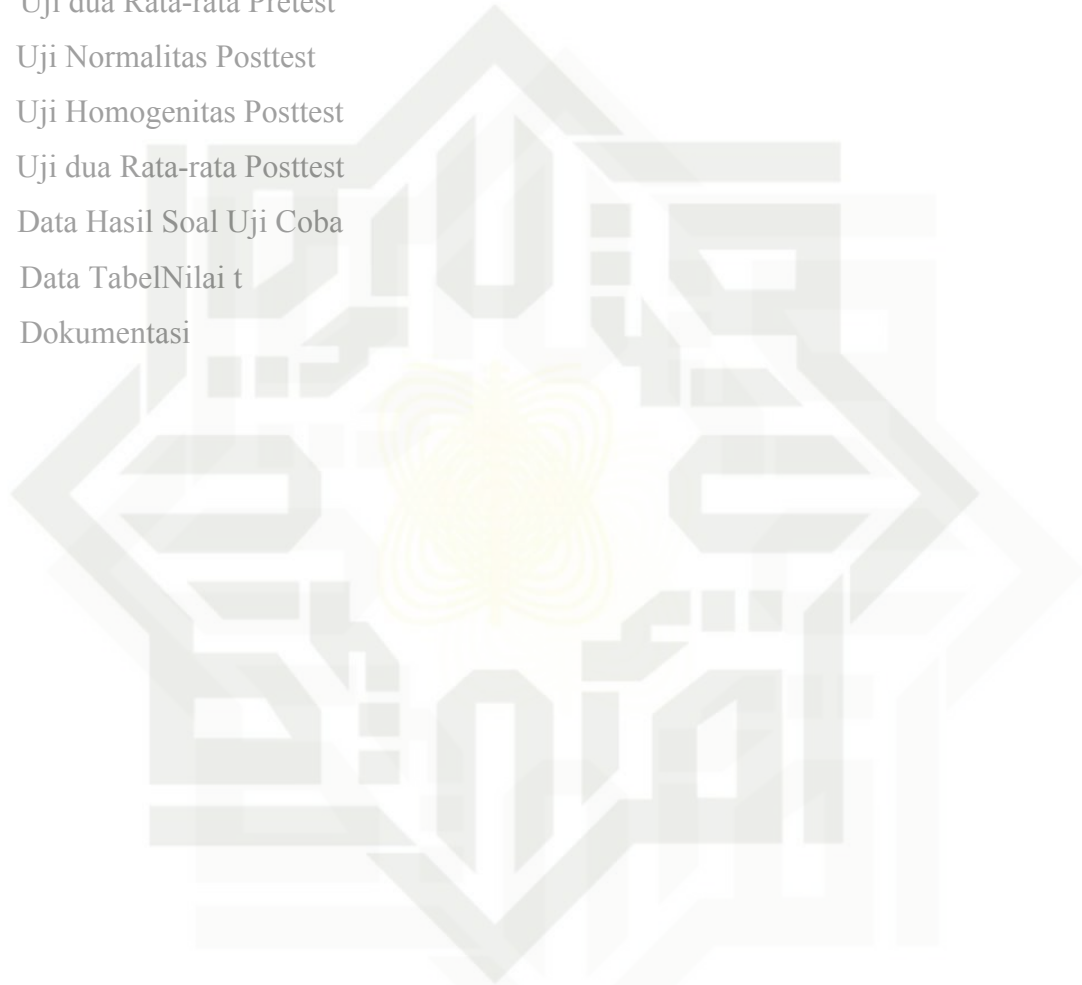 Uji dua Rata-rata Pretest
Uji Normalitas Posttest
Uji Homogenitas Posttest
Uji dua Rata-rata Posttest
Data Hasil Soal Uji Coba
Data TabelNilai t
Dokumentasi